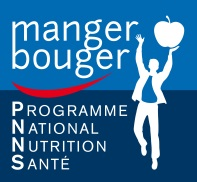 manger
bouger
PROGRAMME
NATIONAL
NUTRITION
SANTÉ